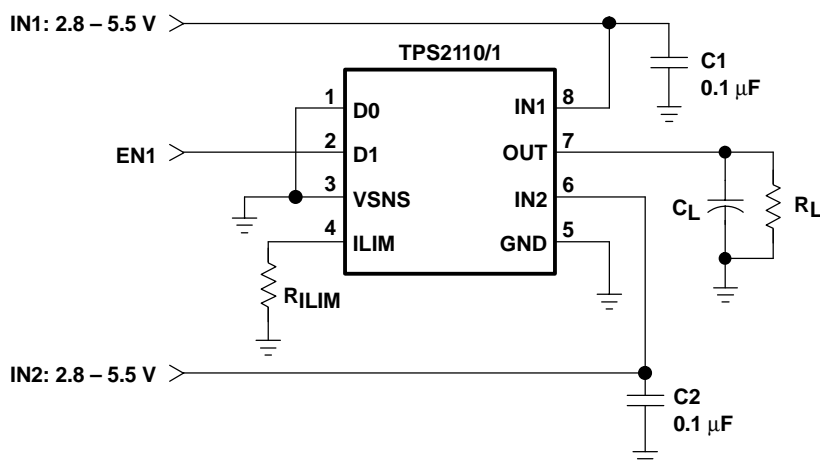 IN1: 2.8 – 5.5 V
TPS2110/1
C1
0.1 µF
1
D0
IN1
8
EN1
2
D1
OUT
7
3
VSNS
IN2
6
CL
RL
4
ILIM
GND
5
RILIM
IN2: 2.8 – 5.5 V
C2
0.1 µF